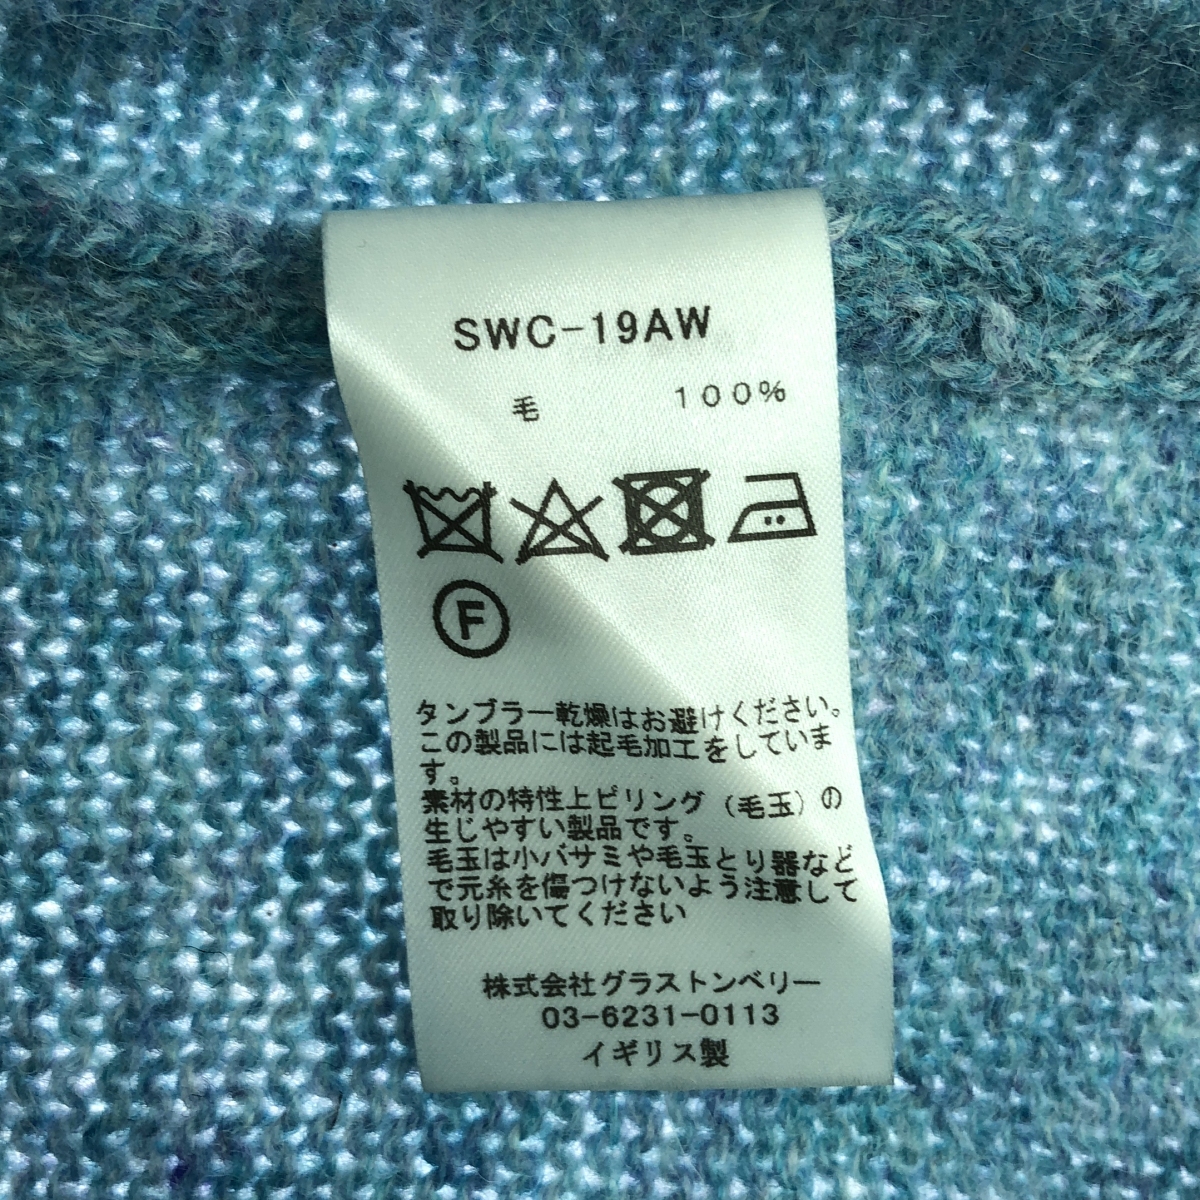 SWC-19AW
毛 100%
F
タンブラー乾燥はお避けください。
この製品には起毛加工をしていま
す。
素材の特性上ピリング（毛玉）の
生じやすい製品です。
毛玉は小バサミや毛玉とり器など
で元糸を傷つけないよう注意して
取り除いてください
株式会社グラストンベリー
03-6231-0113
イギリス製